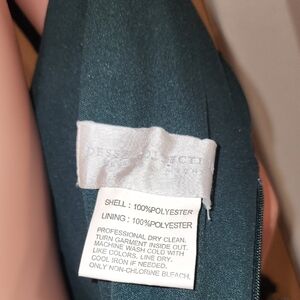 SHELL : 100%POLYESTER
LINING : 100%POLYESTER
PROFESSIONAL DRY CLEAN.
TURN GARMENT INSIDE OUT.
MACHINE WASH COLD WITH
LIKE COLORS, LINE DRY.
COOL IRON IF NEEDED.
ONLY NON-CHLORINE BLEACH.